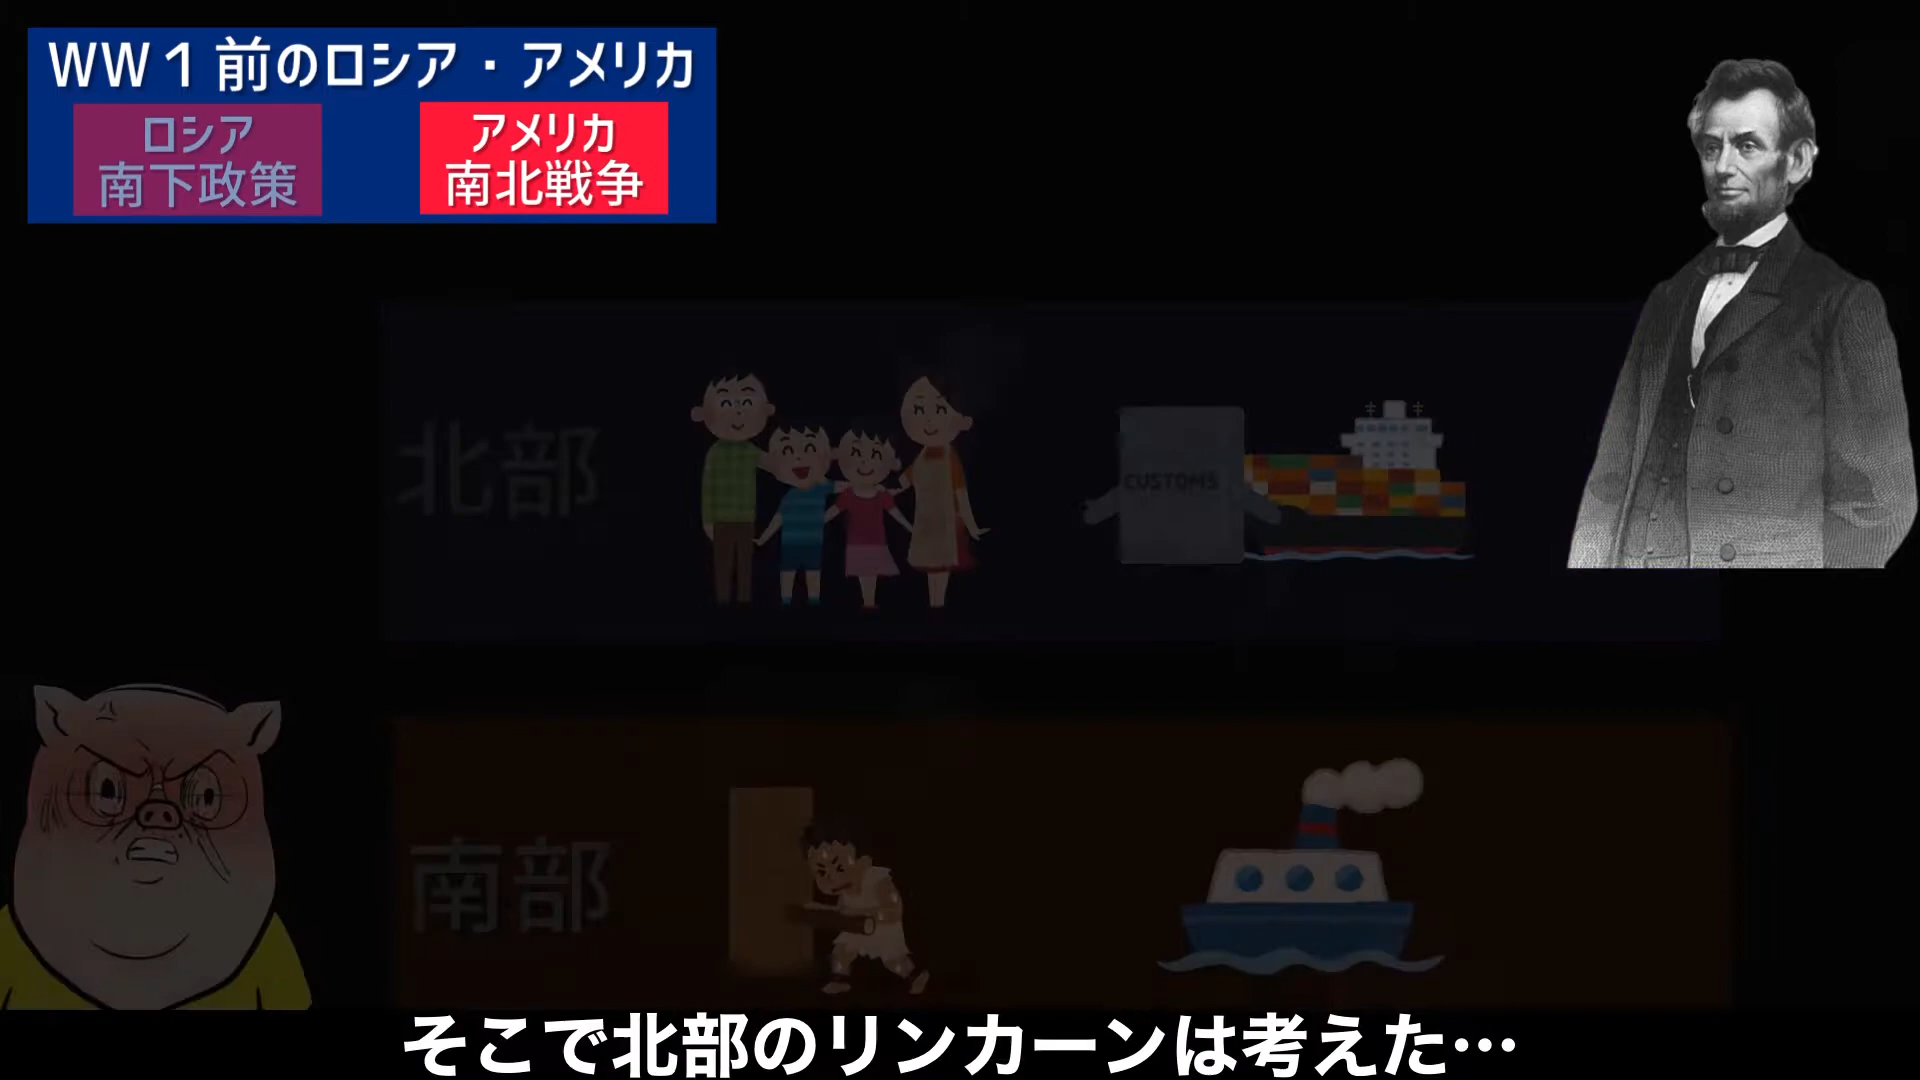 WW1前のロシア・アメリカ
ロシア
南下政策
アメリカ
南北戦争
北部
CUSTOMS
南部
そこで北部のリンカーンは考えた…